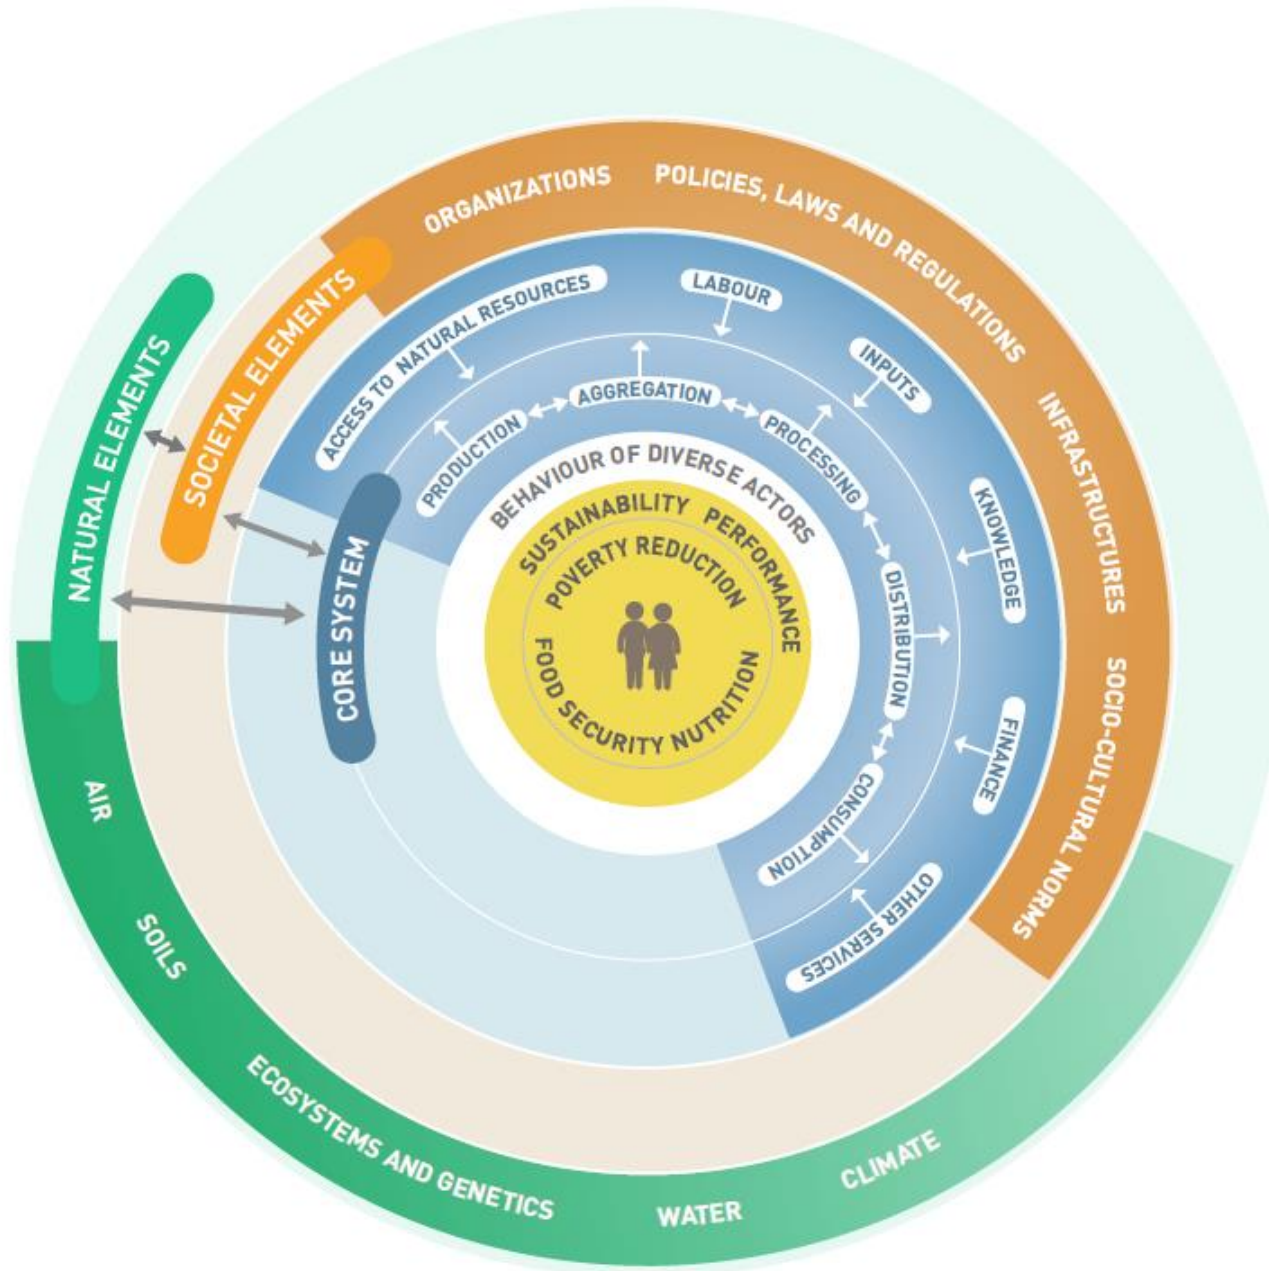 NATURAL ELEMENTS
SOCIETAL ELEMENTS
CORE SYSTEM
ORGANIZATIONS
POLICIES, LAWS AND REGULATIONS
INFRASTRUCTURES
SOCIO-CULTURAL NORMS
ACCESS TO NATURAL RESOURCES
LABOUR
INPUTS
KNOWLEDGE
FINANCE
OTHER SERVICES
PRODUCTION
AGGREGATION
PROCESSING
DISTRIBUTION
CONSUMPTION
BEHAVIOUR OF DIVERSE ACTORS
SUSTAINABILITY PERFORMANCE
POVERTY REDUCTION
FOOD SECURITY NUTRITION
AIR
SOILS
ECOSYSTEMS AND GENETICS
WATER
CLIMATE